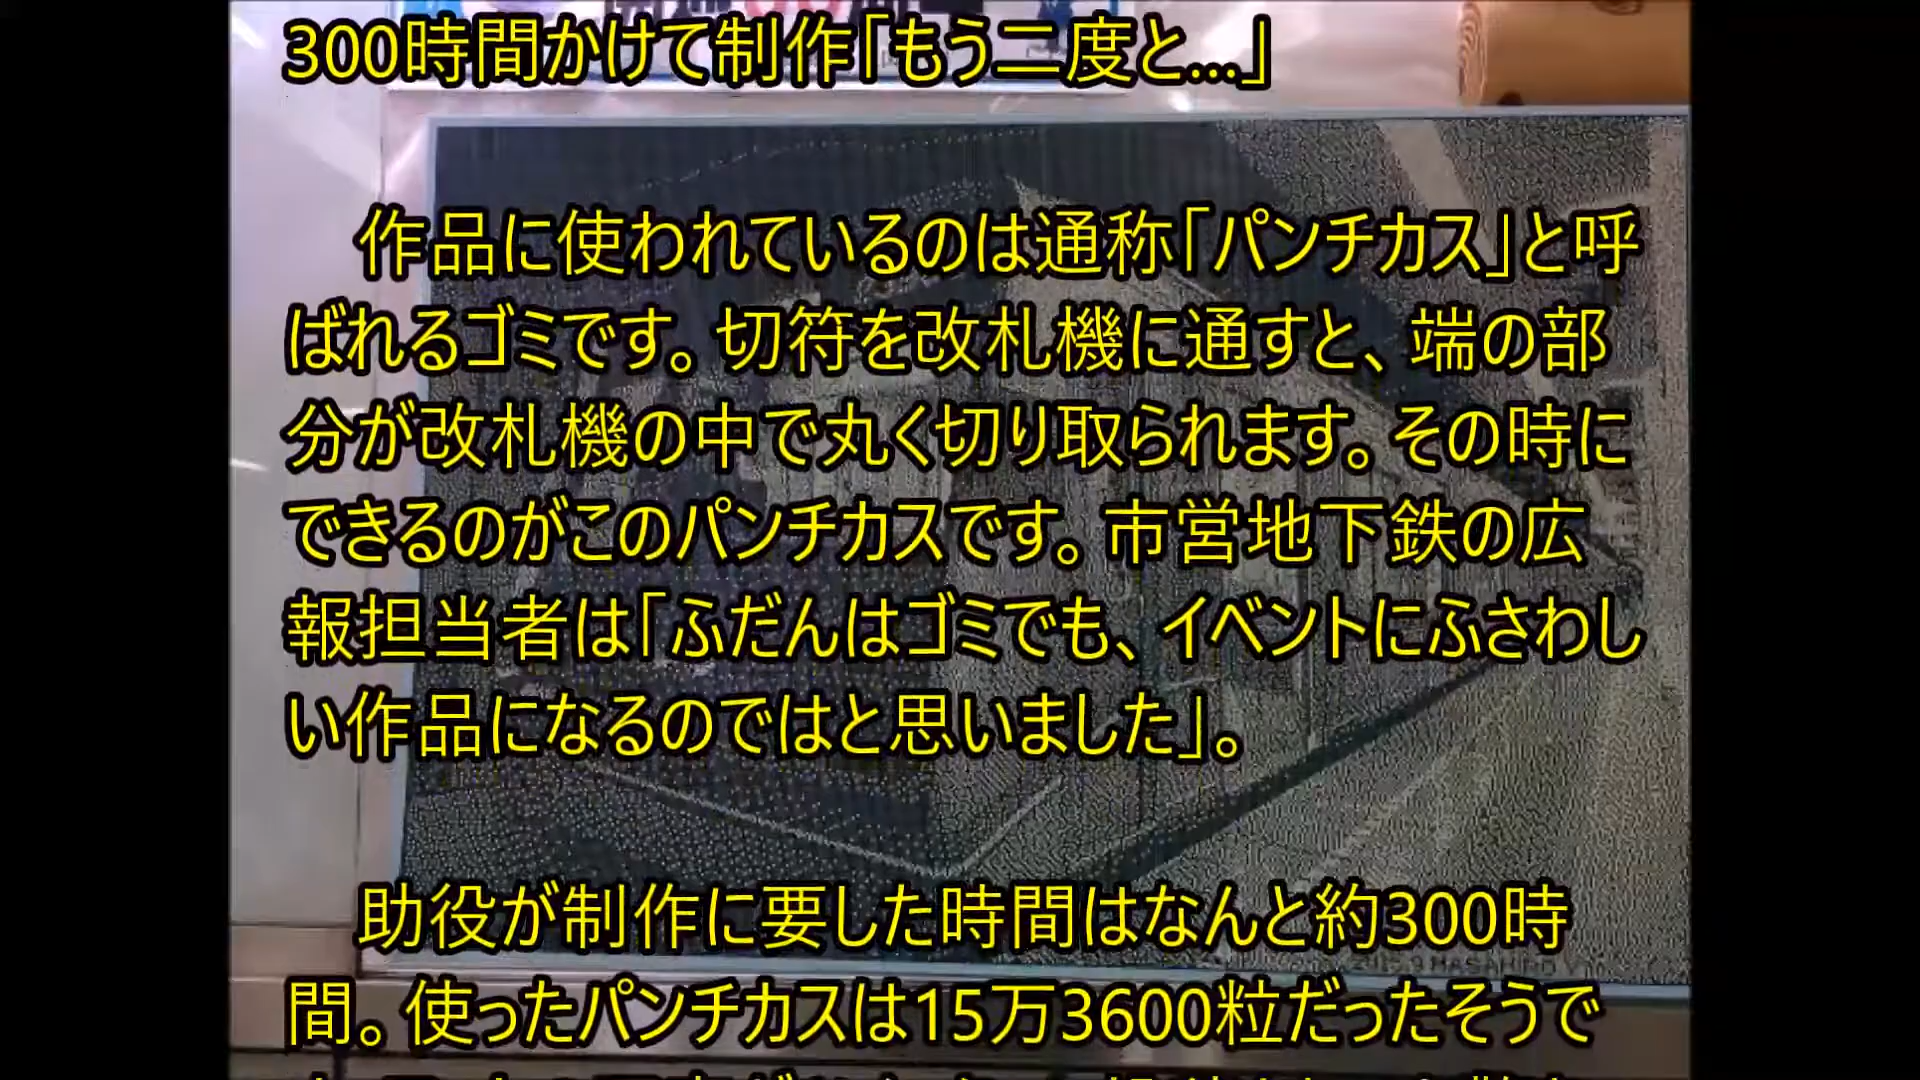 300時間かけて制作「もう二度と…」
作品に使われているのは通称「パンチカス」と呼
ばれるゴミです。切符を改札機に通すと、端の部
分が改札機の中で丸く切り取られます。その時に
できるのがこのパンチカスです。市営地下鉄の広
報担当者は「ふだんはゴミでも、イベントにふさわし
い作品になるのではと思いました」。
助役が制作に要した時間はなんと約300時
間。使ったパンチカスは15万3600粒だったそうで